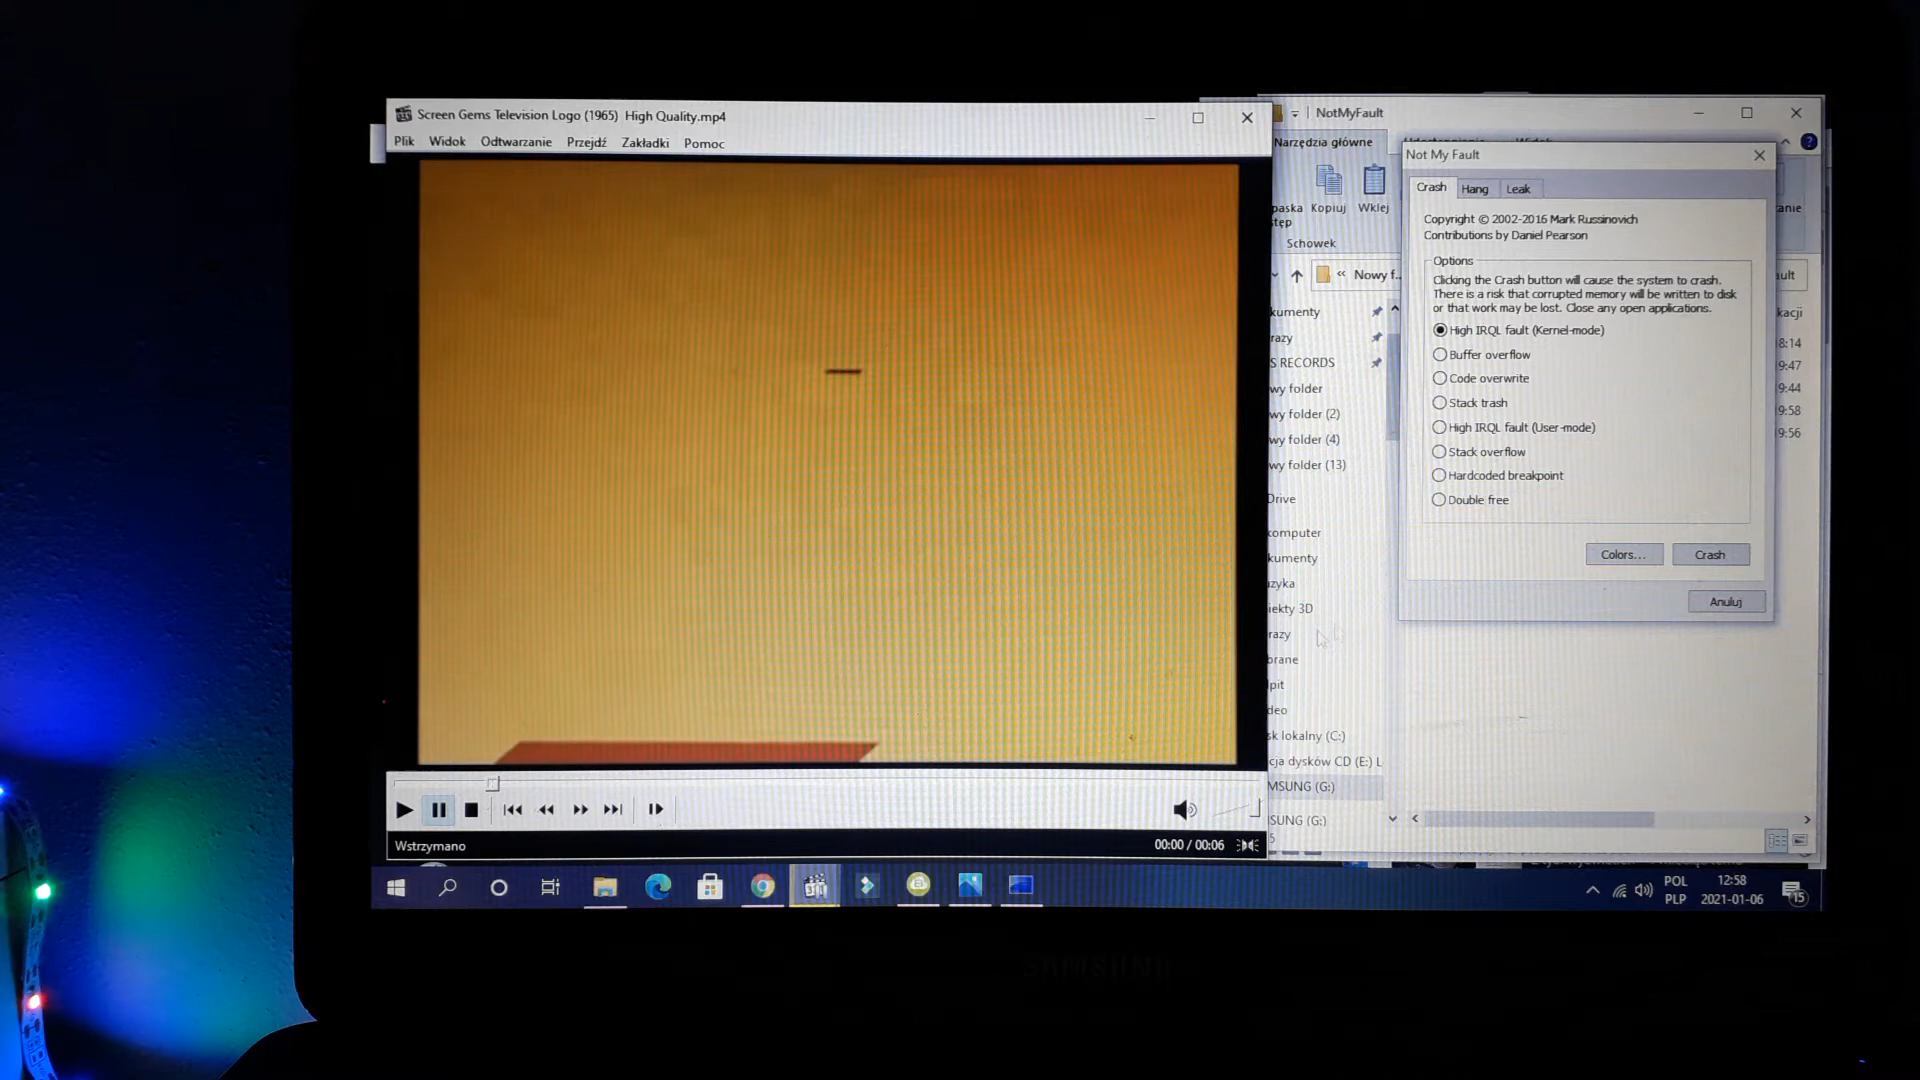 Screen Gems Television Logo (1965)  High Quality.mp4
Plik Widok Odtwarzanie Przejdź Zakładki Pomoc
Wstrzymano
00:00 / 00:06
NotMyFault
Narzędzia główne
Kopiuj
Wklej
Schowek
« Nowy f...
kumenty
razy
S RECORDS
wy folder
wy folder (2)
wy folder (4)
wy folder (13)
Drive
komputer
kumenty
uzyka
iekty 3D
razy
brane
lpit
deo
sk lokalny (C:)
cja dysków CD (E:) L
MSUNG (G:)
SUNG (G:)
ult
kacji
8:14
9:47
9:44
9:58
9:56
Not My Fault
Crash Hang Leak
Copyright © 2002-2016 Mark Russinovich
Contributions by Daniel Pearson
Options
Clicking the Crash button will cause the system to crash.
There is a risk that corrupted memory will be written to disk
or that work may be lost. Close any open applications.
High IRQL fault (Kernel-mode)
Buffer overflow
Code overwrite
Stack trash
High IRQL fault (User-mode)
Stack overflow
Hardcoded breakpoint
Double free
Colors... Crash
Anuluj
POL
PLP
12:58
2021-01-06
15
SAMSUNG